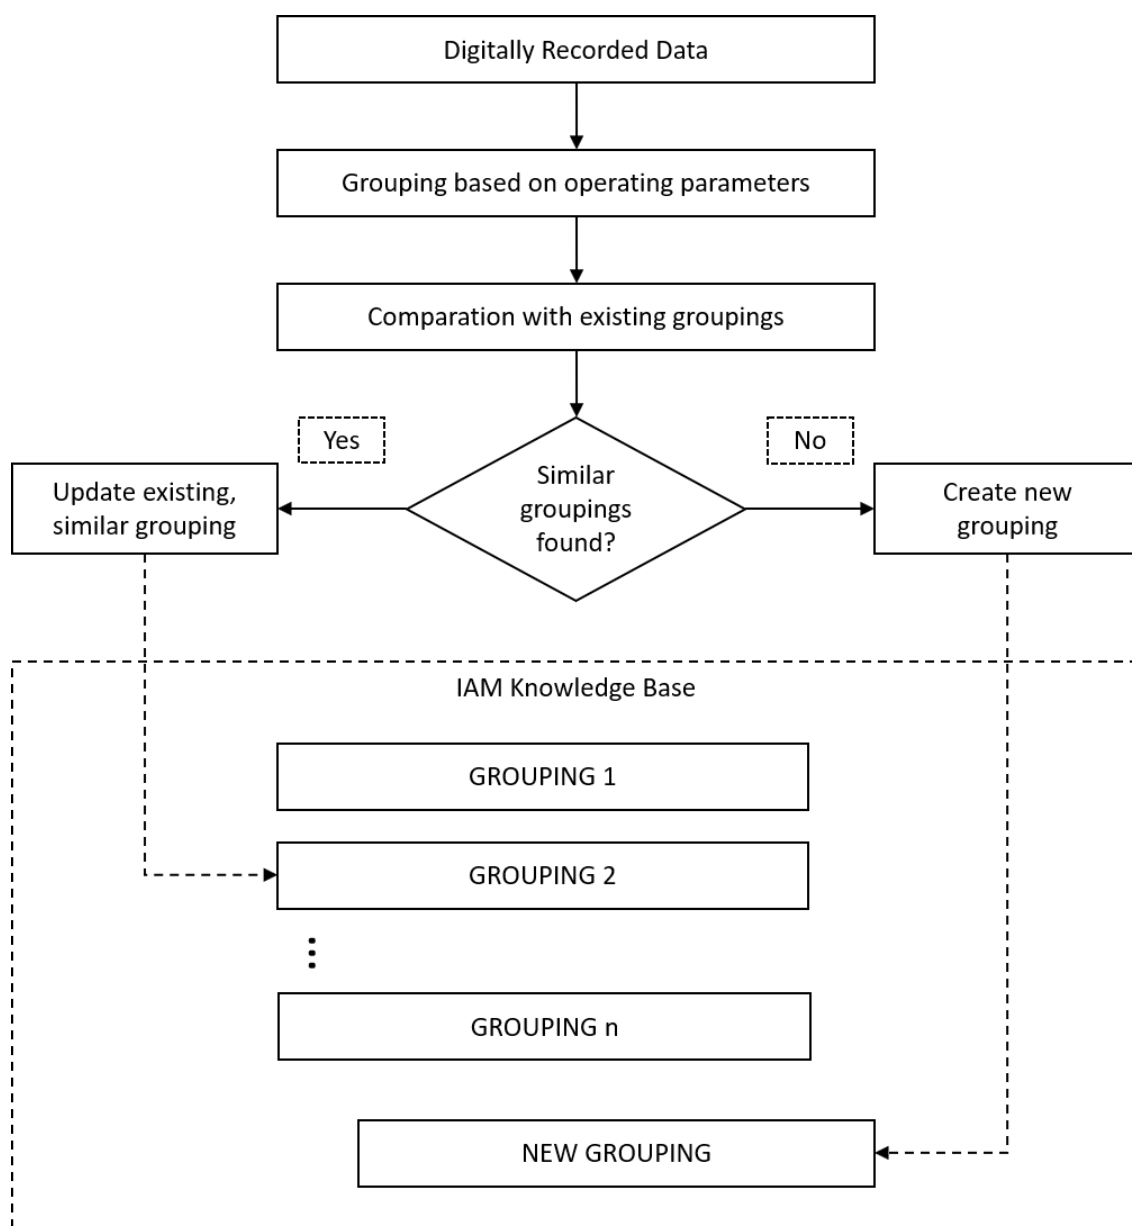 Digitally Recorded Data
Grouping based on operating parameters
Comparation with existing groupings
Yes
No
Similar
groupings
found?
Update existing,
similar grouping
Create new
grouping
IAM Knowledge Base
GROUPING 1
GROUPING 2
⋮
GROUPING n
NEW GROUPING